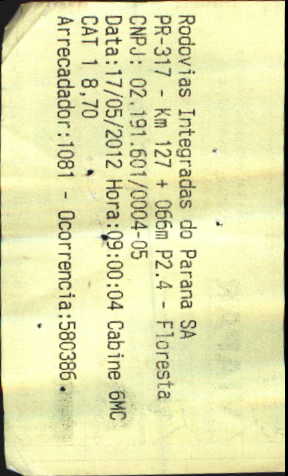 Rodovias Integradas do Parana SA
PR-317 - Km 127 + 066m P2.4 - Floresta
CNPJ: 02.191.601/0004-05
Data:17/05/2012 Hora:09:00:04 Cabine 6MC
CAT 1 8,70
Arrecadador:1081 - Ocorrencia:580386